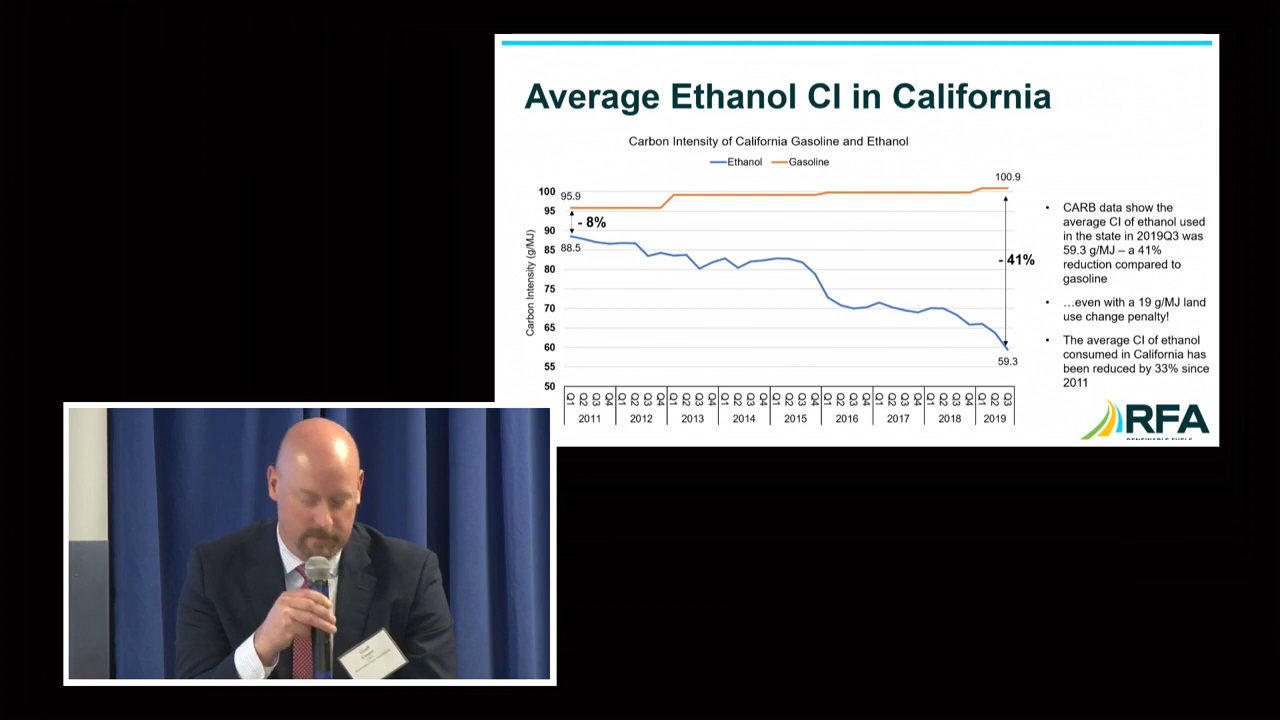 Average Ethanol CI in California
Carbon Intensity of California Gasoline and Ethanol
Ethanol Gasoline
Carbon Intensity (g/MJ)
100
95
90
85
80
75
70
65
60
55
50
95.9
- 8%
88.5
100.9
- 41%
59.3
Q1 Q2 Q3 Q4 Q1 Q2 Q3 Q4 Q1 Q2 Q3 Q4 Q1 Q2 Q3 Q4 Q1 Q2 Q3 Q4 Q1 Q2 Q3 Q4 Q1 Q2 Q3 Q4 Q1 Q2 Q3 Q4 Q1 Q2 Q3
2011 2012 2013 2014 2015 2016 2017 2018 2019
• CARB data show the
average CI of ethanol used
in the state in 2019Q3 was
59.3 g/MJ – a 41%
reduction compared to
gasoline
• …even with a 19 g/MJ land
use change penalty!
• The average CI of ethanol
consumed in California has
been reduced by 33% since
2011
RFA
Geoff
Cooper